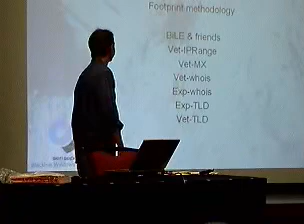 Footprint methodology
BiLE & friends
Vet-IPRange
Vet-MX
Vet-whois
Exp-whois
Exp-TLD
Vet-TLD